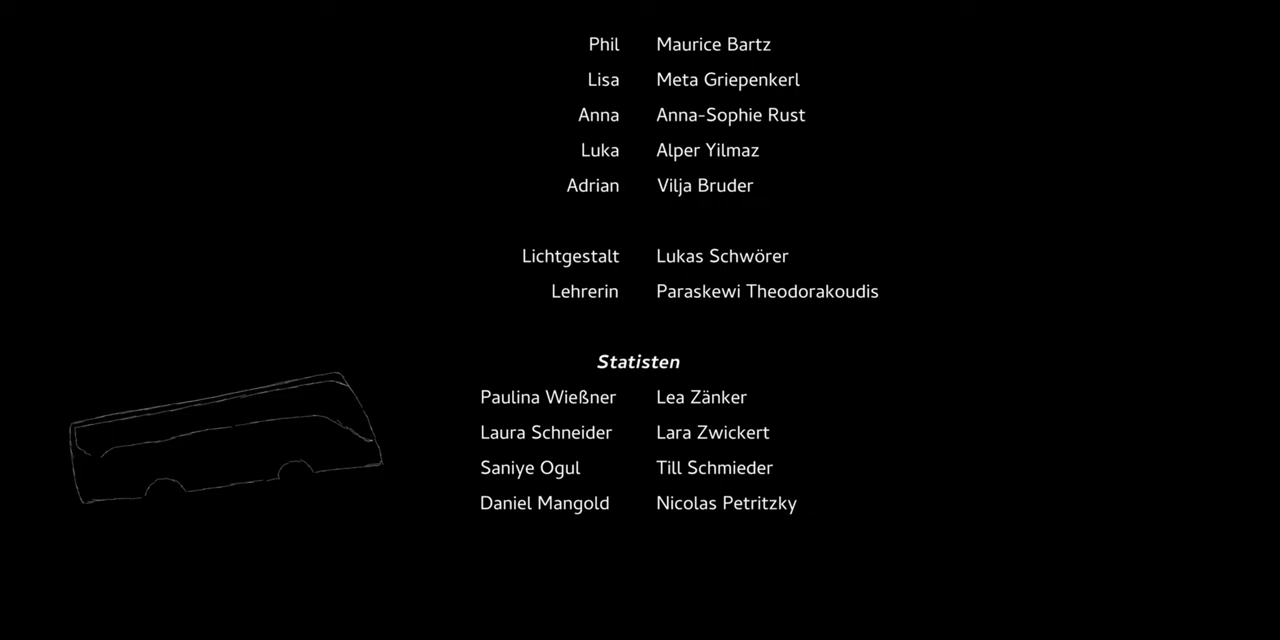 Phil Maurice Bartz
Lisa Meta Griepenkerl
Anna Anna-Sophie Rust
Luka Alper Yilmaz
Adrian Vilja Bruder
Lichtgestalt Lukas Schwörer
Lehrerin Paraskewi Theodorakoudis
Statisten
Paulina Wießner Lea Zänker
Laura Schneider Lara Zwickert
Saniye Ogul Till Schmieder
Daniel Mangold Nicolas Petritzky